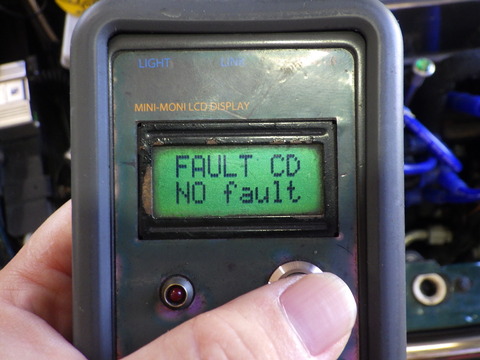 LIGHT LINE
MINI-MONI LCD DISPLAY
FAULT CD
NO fault